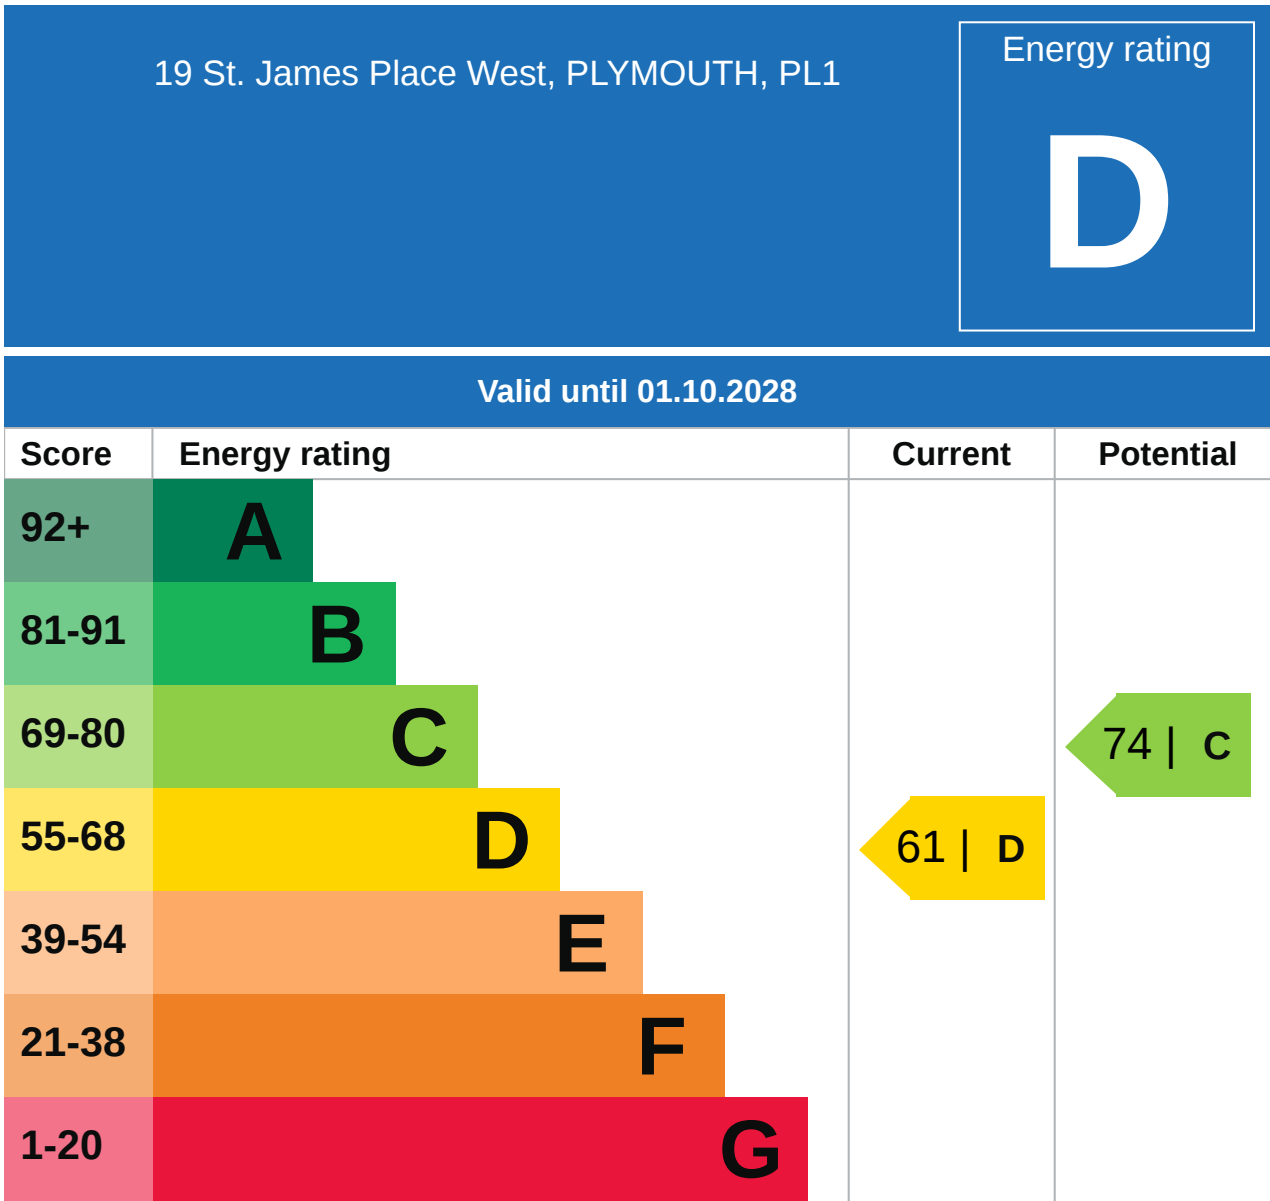 19 St. James Place West, PLYMOUTH, PL1
Energy rating
D
Valid until 01.10.2028
Score Energy rating Current Potential
92+ A
81-91 B
69-80 C 74 | C
55-68 D 61 | D
39-54 E
21-38 F
1-20 G